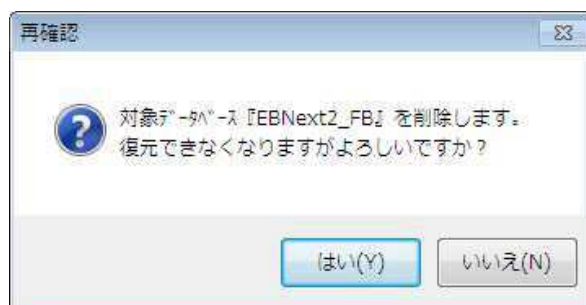 再確認
対象ﾃﾞｰﾀﾍﾞｰｽ『EBNext2_FB』を削除します。
復元できなくなりますがよろしいですか？
はい(Y)
いいえ(N)